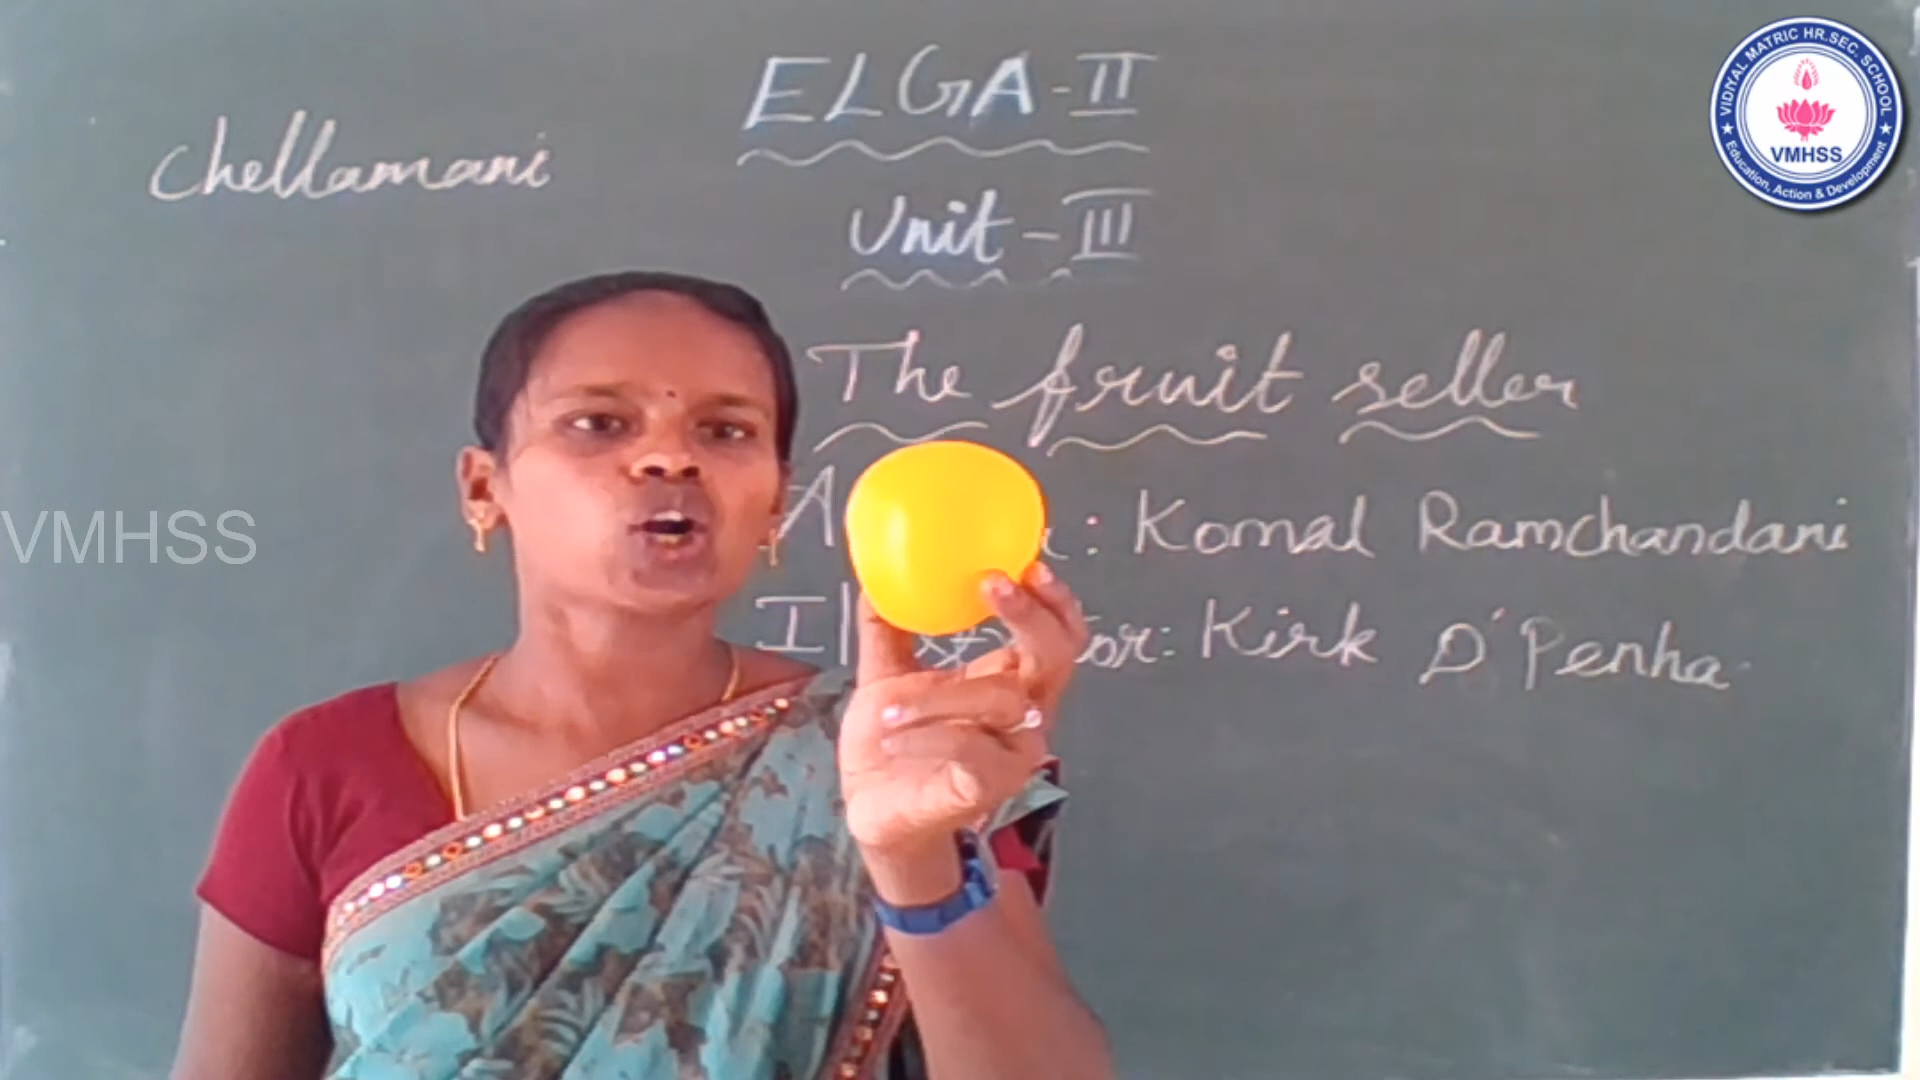 ELGA-II
Chellamani
Unit-III
The fruit seller
: Komal Ramchandani
Kirk D'Penha.
VIDIYAL MATRIC HR.SEC. SCHOOL
VMHSS
Education, Action & Development
VMHSS